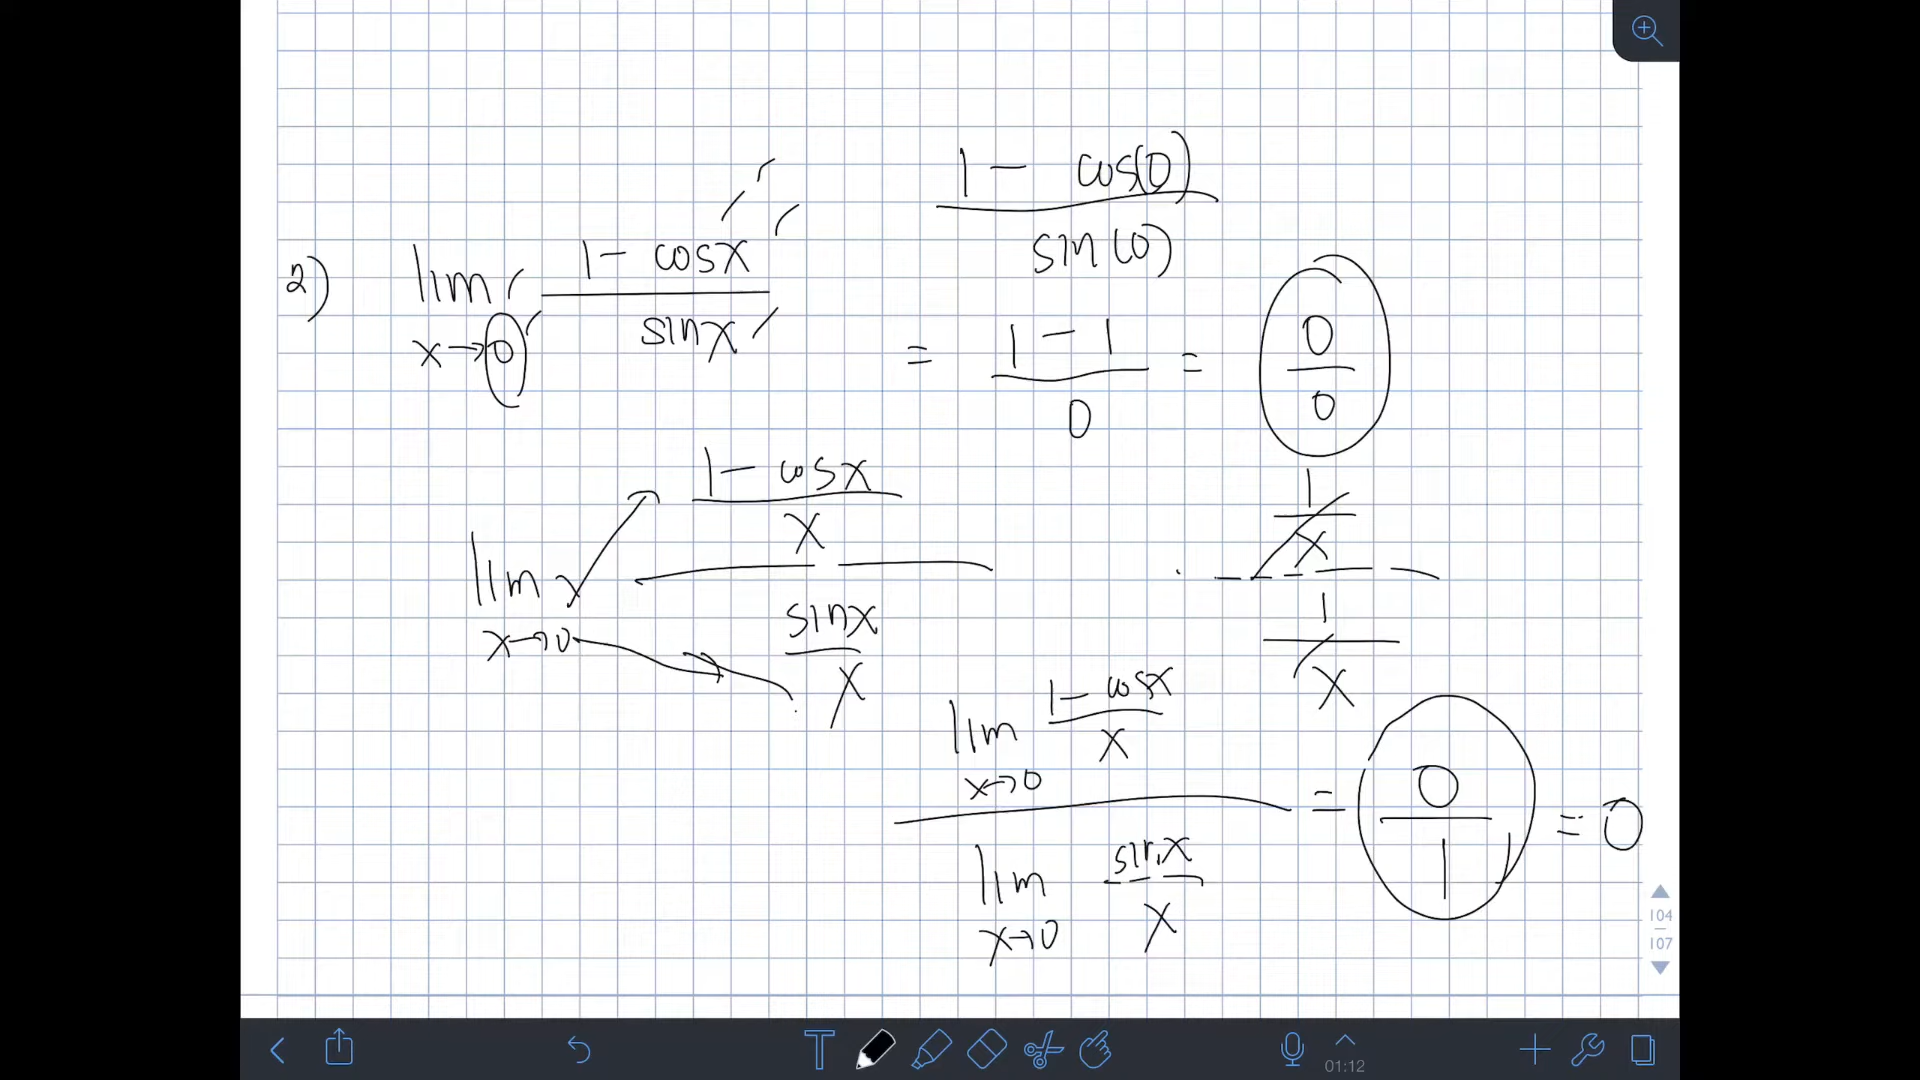 2) lim x→0 (1 - cosx)/(sinx)
(1 - cos(0))/(sin(0))
= (1 - 1)/0 = 0/0
lim x→0 ((1 - cosx)/x)/((sinx)/x)
(1/x)/(1/x)
(lim x→0 (1 - cosx)/x)/(lim x→0 (sinx)/x) = 0/1 = 0
104
107
T
01:12